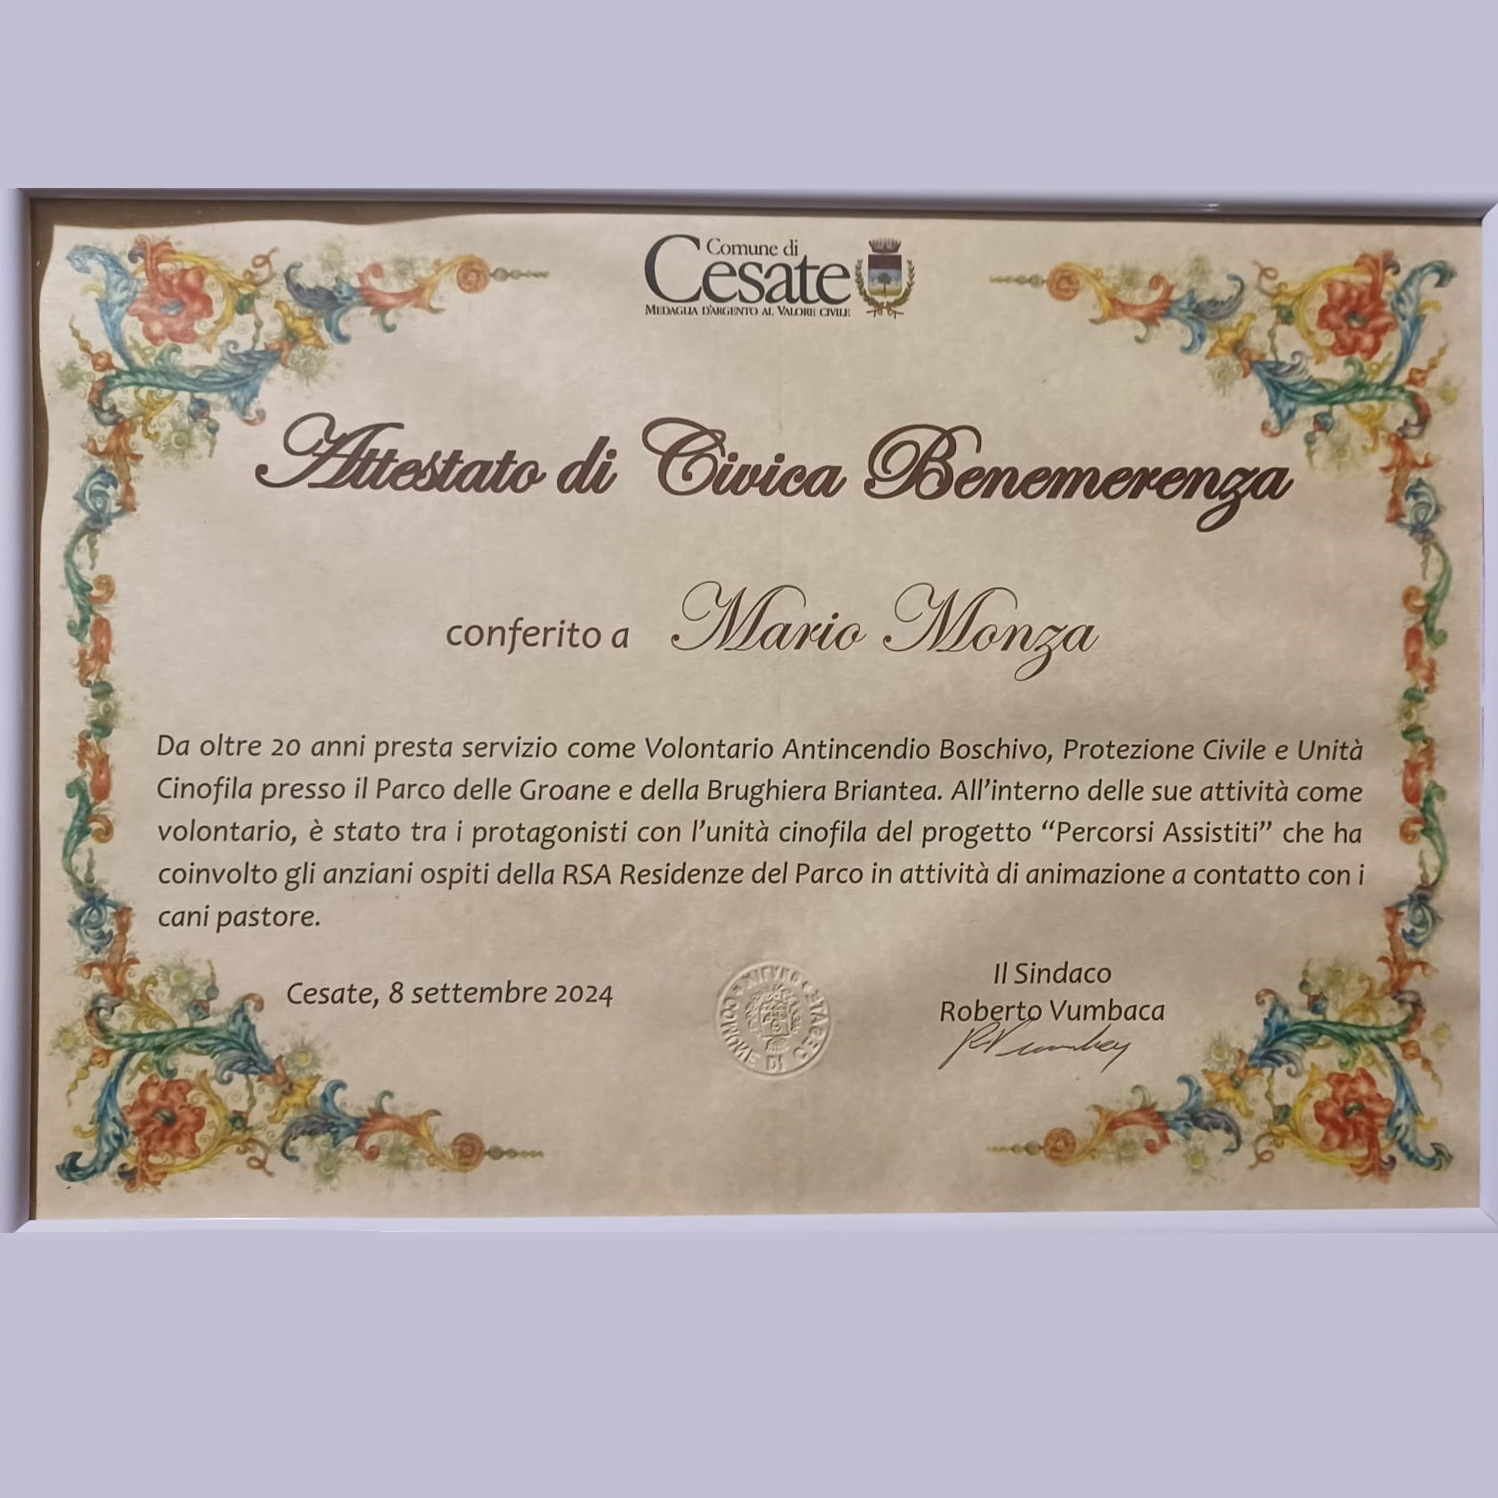 Comune di
Cesate
MEDAGLIA D'ARGENTO AL VALORE CIVILE
Attestato di Civica Benemerenza
conferito a Mario Monza
Da oltre 20 anni presta servizio come Volontario Antincendio Boschivo, Protezione Civile e Unità
Cinofila presso il Parco delle Groane e della Brughiera Briantea. All'interno delle sue attività come
volontario, è stato tra i protagonisti con l'unità cinofila del progetto “Percorsi Assistiti” che ha
coinvolto gli anziani ospiti della RSA Residenze del Parco in attività di animazione a contatto con i
cani pastore.
Cesate, 8 settembre 2024
COMUNE DI CESATE
Il Sindaco
Roberto Vumbaca